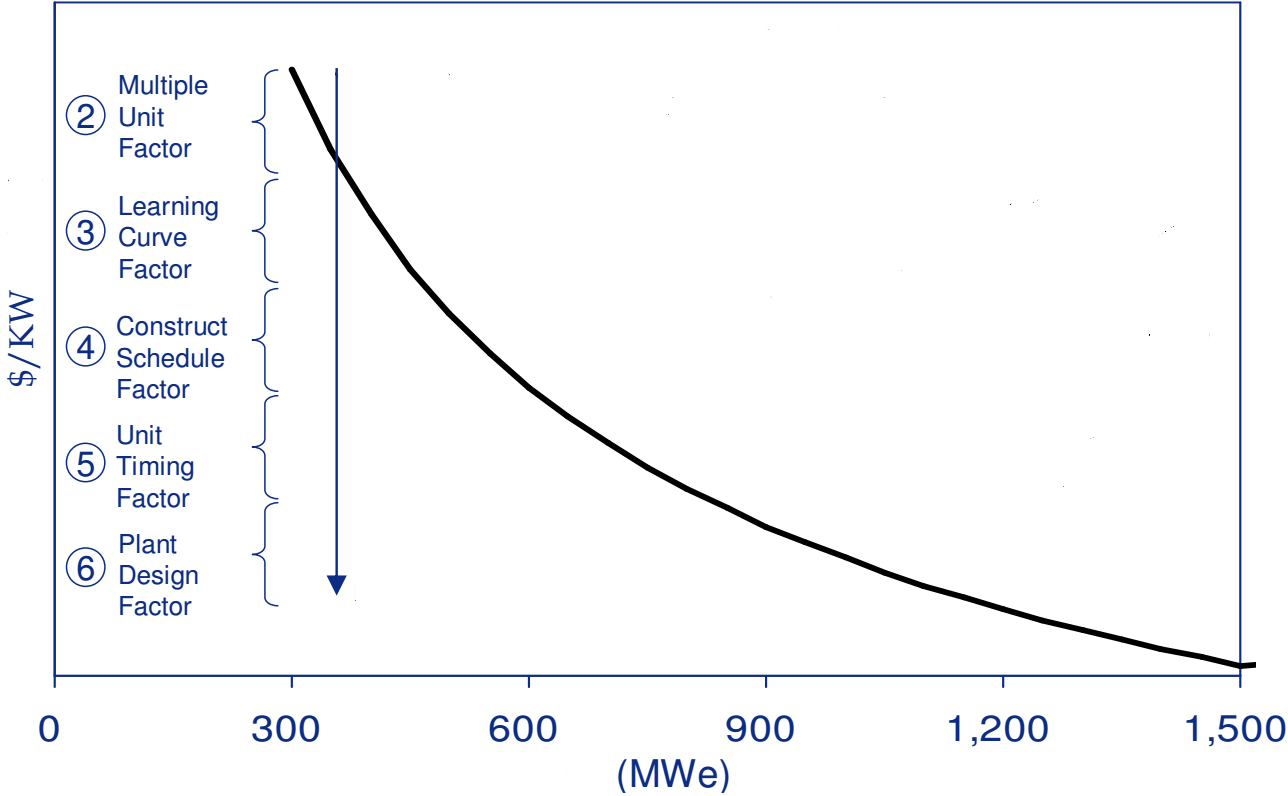 ② Multiple
Unit
Factor
③ Learning
Curve
Factor
④ Construct
Schedule
Factor
⑤ Unit
Timing
Factor
⑥ Plant
Design
Factor
$/KW
0 300 600 900 1,200 1,500
(MWe)